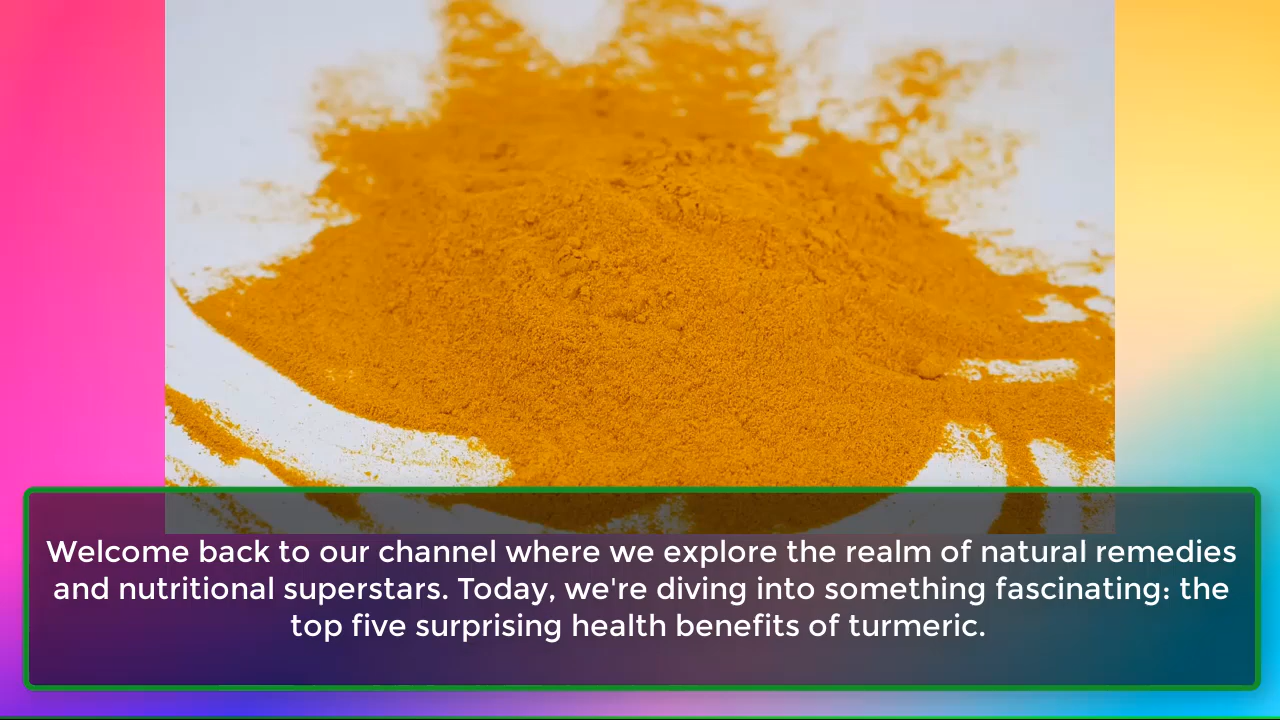 Welcome back to our channel where we explore the realm of natural remedies
and nutritional superstars. Today, we're diving into something fascinating: the
top five surprising health benefits of turmeric.